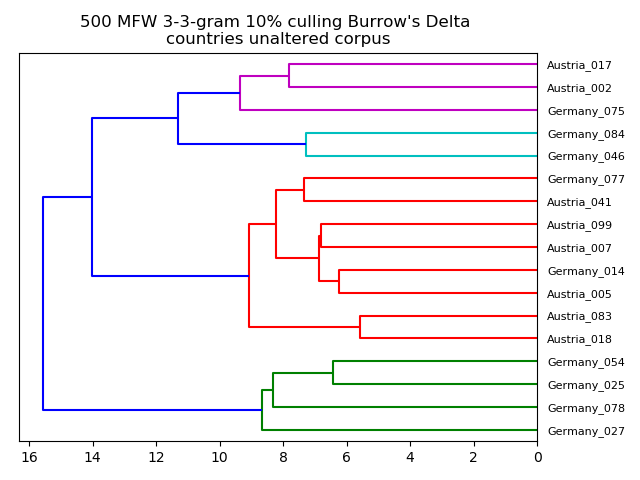 500 MFW 3-3-gram 10% culling Burrow's Delta
countries unaltered corpus
Austria_017
Austria_002
Germany_075
Germany_084
Germany_046
Germany_077
Austria_041
Austria_099
Austria_007
Germany_014
Austria_005
Austria_083
Austria_018
Germany_054
Germany_025
Germany_078
Germany_027
16 14 12 10 8 6 4 2 0